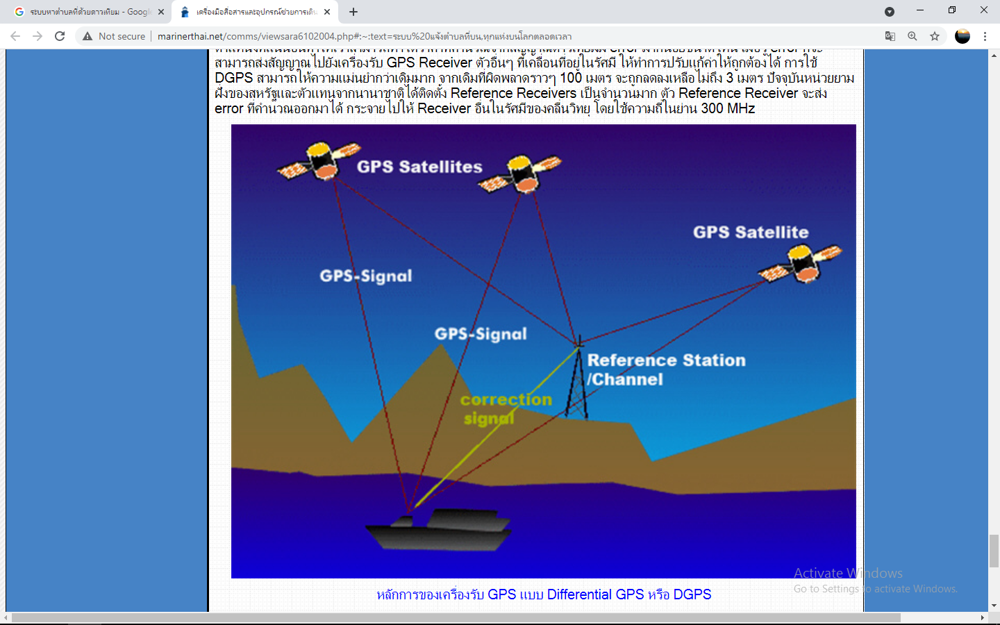 ระบบหาตำบลที่ด้วยดาวเทียม - Googl
เครื่องมือสื่อสารและอุปกรณ์ช่วยการเดิน
Not secure
marinerthai.net/comms/viewsara6102004.php#:~:text=ระบบ%20แจ้งตำบลที่บน,ทุกแห่งบนโลกตลอดเวลา
สามารถส่งสัญญาณไปยังเครื่องรับ GPS Receiver ตัวอื่นๆ ที่เคลื่อนที่อยู่ในรัศมี ให้ทำการปรับแก้ค่าให้ถูกต้องได้ การใช้
DGPS สามารถให้ความแม่นยำกว่าเดิมมาก จากเดิมที่ผิดพลาดราวๆ 100 เมตร จะถูกลดลงเหลือไม่ถึง 3 เมตร ปัจจุบันหน่วยยาม
ฝั่งของสหรัฐและตัวแทนจากนานาชาติได้ติดตั้ง Reference Receivers เป็นจำนวนมาก ตัว Reference Receiver จะส่ง
error ที่คำนวณออกมาได้ กระจายไปให้ Receiver อื่นในรัศมีของคลื่นวิทยุ โดยใช้ความถี่ในย่าน 300 MHz
GPS Satellites
GPS Satellite
GPS-Signal
GPS-Signal
Reference Station
/Channel
correction
signal
Activate Windows
Go to Settings to activate Windows.
หลักการของเครื่องรับ GPS แบบ Differential GPS หรือ DGPS